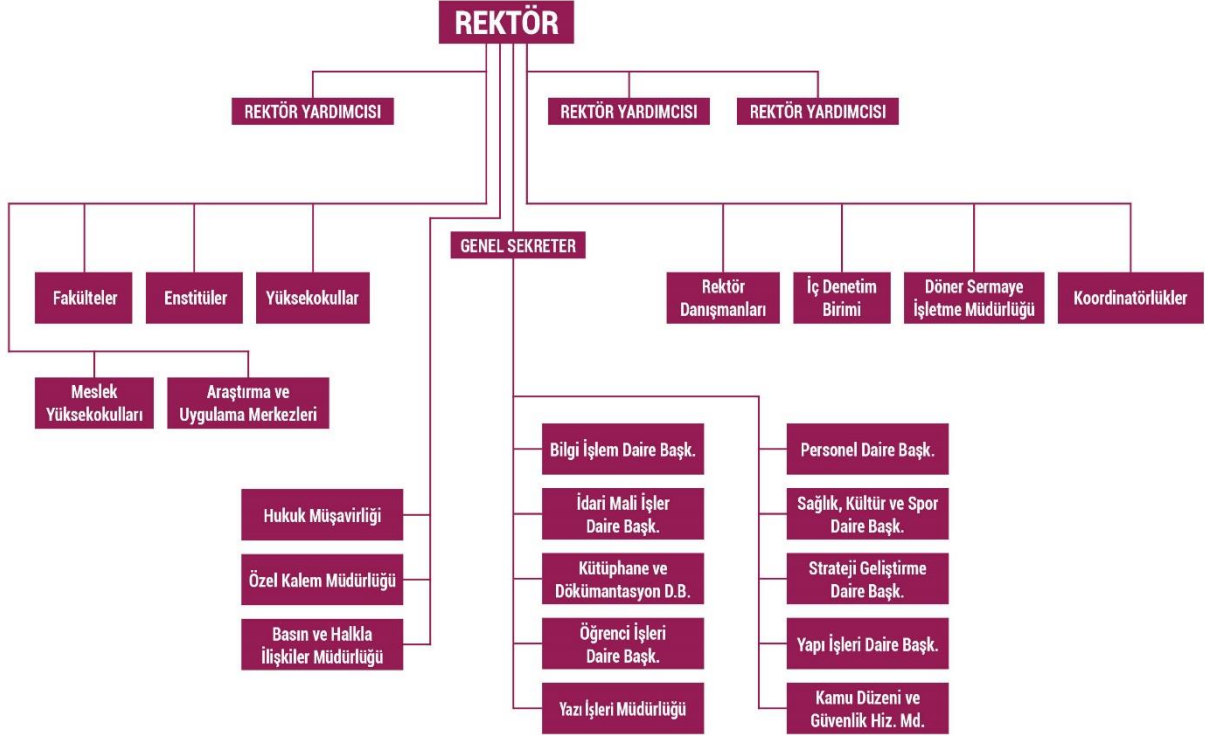 REKTÖR
REKTÖR YARDIMCISI
REKTÖR YARDIMCISI
REKTÖR YARDIMCISI
GENEL SEKRETER
Fakülteler
Enstitüler
Yüksekokullar
Rektör
Danışmanları
İç Denetim
Birimi
Döner Sermaye
İşletme Müdürlüğü
Koordinatörlükler
Meslek
Yüksekokulları
Araştırma ve
Uygulama Merkezleri
Hukuk Müşavirliği
Özel Kalem Müdürlüğü
Basın ve Halkla
İlişkiler Müdürlüğü
Bilgi İşlem Daire Başk.
İdari Mali İşler
Daire Başk.
Kütüphane ve
Dökümantasyon D.B.
Öğrenci İşleri
Daire Başk.
Yazı İşleri Müdürlüğü
Personel Daire Başk.
Sağlık, Kültür ve Spor
Daire Başk.
Strateji Geliştirme
Daire Başk.
Yapı İşleri Daire Başk.
Kamu Düzeni ve
Güvenlik Hiz. Md.